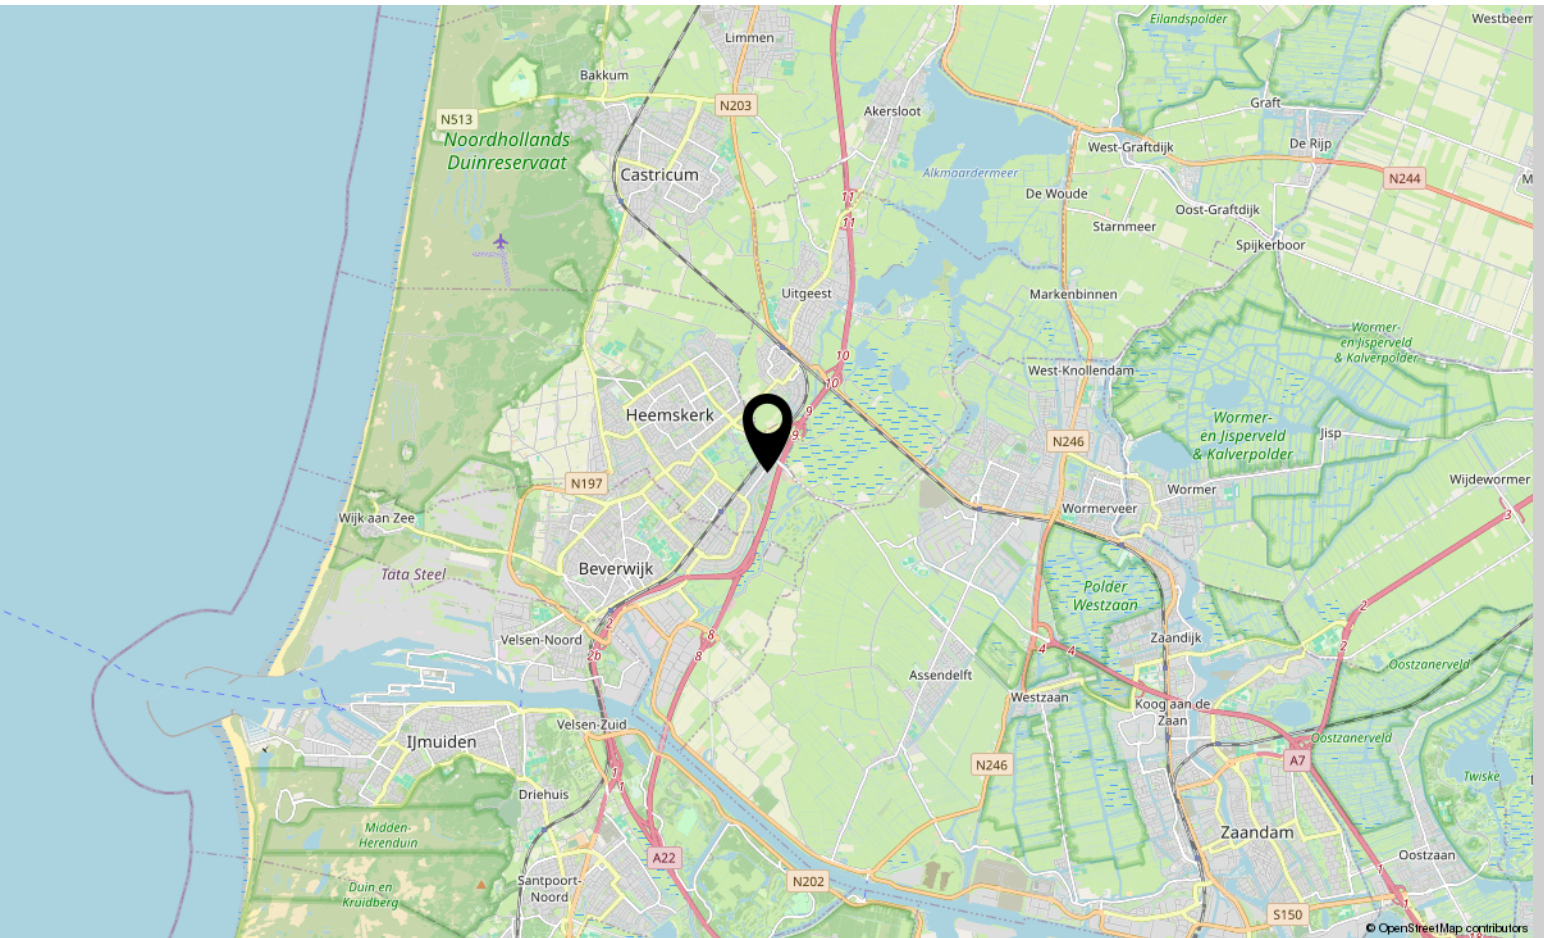 Limmen
Westbeem
Eilandspolder
Bakkum
N203
Akersloot
Graft
N513
Noordhollands
Duinreservaat
West-Graftdijk
De Rijp
Castricum
Alkmaardermeer
De Woude
N244
M
11
11
Oost-Graftdijk
Starnmeer
Spijkerboor
Uitgeest
Markenbinnen
Wormer-
en Jisperveld
& Kalverpolder
10
10
West-Knollendam
Heemskerk
9
9
Wormer-
en Jisperveld
& Kalverpolder
Jisp
N246
N197
Wormer
Wijdewormer
Wormerveer
3
Wijk aan Zee
Beverwijk
Tata Steel
Polder
Westzaan
2
2
Velsen-Noord
2b
8
8
Zaandijk
2
4
4
Oostzanerveld
Assendelft
Westzaan
Koog aan de
Zaan
Velsen-Zuid
IJmuiden
Oostzanerveld
A7
N246
Twiske
1
1
Driehuis
Midden-
Herenduin
Zaandam
Oostzaan
A22
1
N202
Santpoort-
Noord
Duin en
Kruidberg
1
S150
© OpenStreetMap contributors